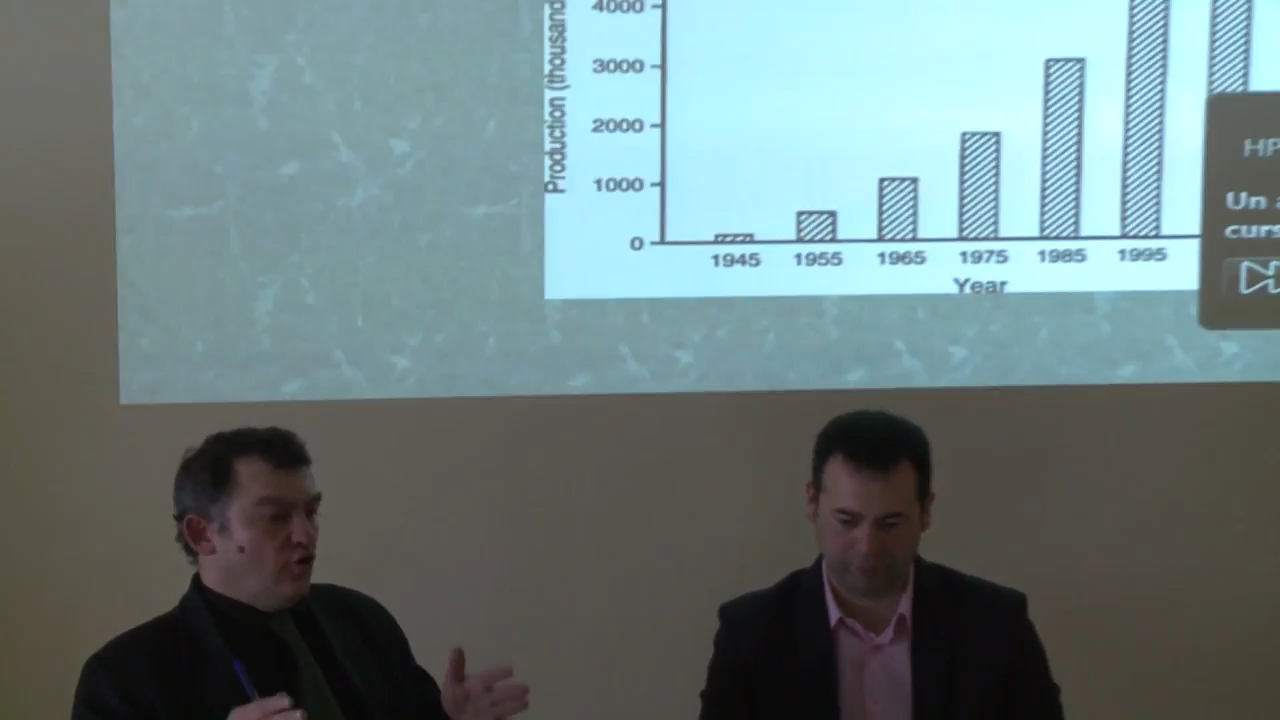 4000
3000
2000
1000
0
Production (thousand
1945 1955 1965 1975 1985 1995
Year
HP
Un
curs